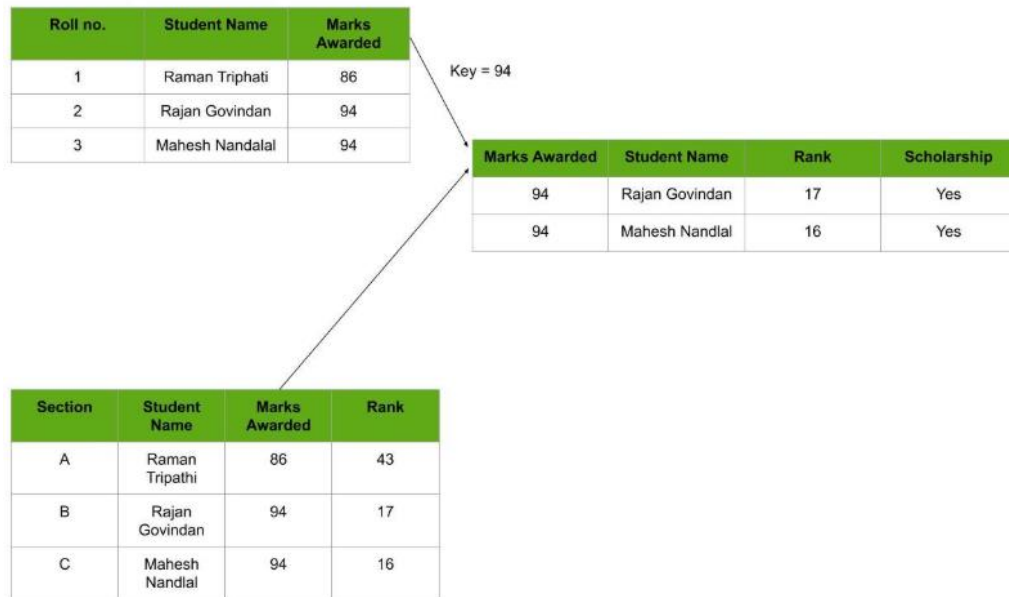 Roll no. Student Name Marks Awarded
1 Raman Triphati 86
2 Rajan Govindan 94
3 Mahesh Nandalal 94
Key = 94
Marks Awarded Student Name Rank Scholarship
94 Rajan Govindan 17 Yes
94 Mahesh Nandlal 16 Yes
Section Student Name Marks Awarded Rank
A Raman Tripathi 86 43
B Rajan Govindan 94 17
C Mahesh Nandlal 94 16